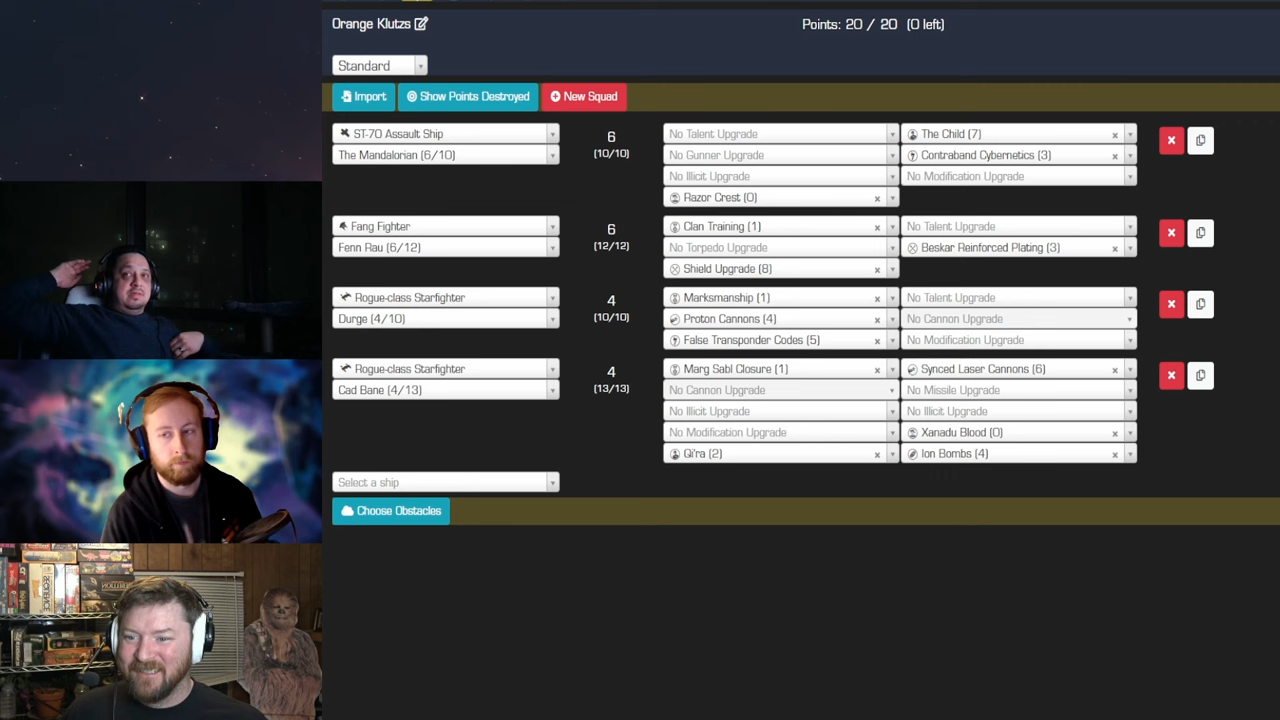 Orange Klutzs
Points: 20 / 20 (0 left)
Standard
Import
Show Points Destroyed
New Squad
ST-70 Assault Ship
The Mandalorian (6/10)
6
(10/10)
No Talent Upgrade
The Child (7)
No Gunner Upgrade
Contraband Cybernetics (3)
No Illicit Upgrade
No Modification Upgrade
Razor Crest (0)
Fang Fighter
Fenn Rau (6/12)
6
(12/12)
Clan Training (1)
No Talent Upgrade
No Torpedo Upgrade
Beskar Reinforced Plating (3)
Shield Upgrade (8)
Rogue-class Starfighter
Durge (4/10)
4
(10/10)
Marksmanship (1)
No Talent Upgrade
Proton Cannons (4)
No Cannon Upgrade
False Transponder Codes (5)
No Modification Upgrade
Rogue-class Starfighter
Cad Bane (4/13)
4
(13/13)
Marg Sabl Closure (1)
Synced Laser Cannons (6)
No Cannon Upgrade
No Missile Upgrade
No Illicit Upgrade
No Illicit Upgrade
No Modification Upgrade
Xanadu Blood (0)
Qi'ra (2)
Ion Bombs (4)
Select a ship
Choose Obstacles